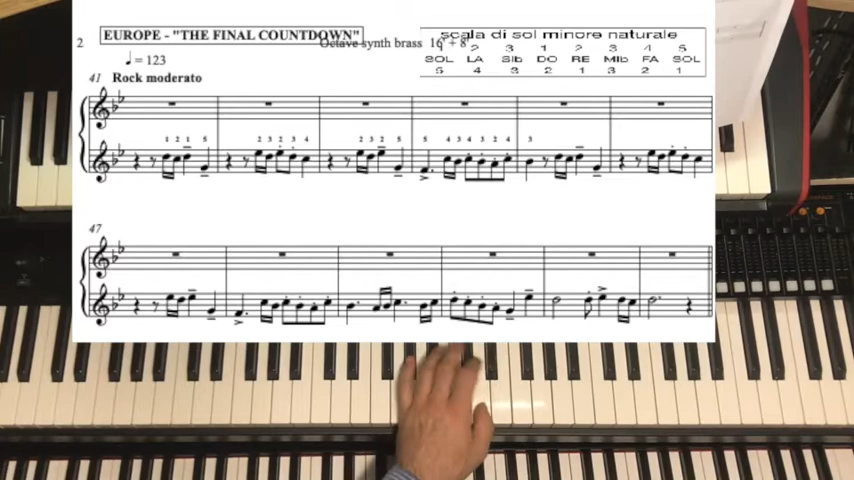 EUROPE - "THE FINAL COUNTDOWN"
2
Octave synth brass 16' + 8'
scala di sol minore naturale
2 3 1 2 3 4 5
SOL LA SIb DO RE MIb FA SOL
5 4 3 2 3 2 1
♩ = 123
41 Rock moderato
1 2 1 5 2 3 2 3 4 2 3 2 5 5 4 3 4 3 2 4 3
47